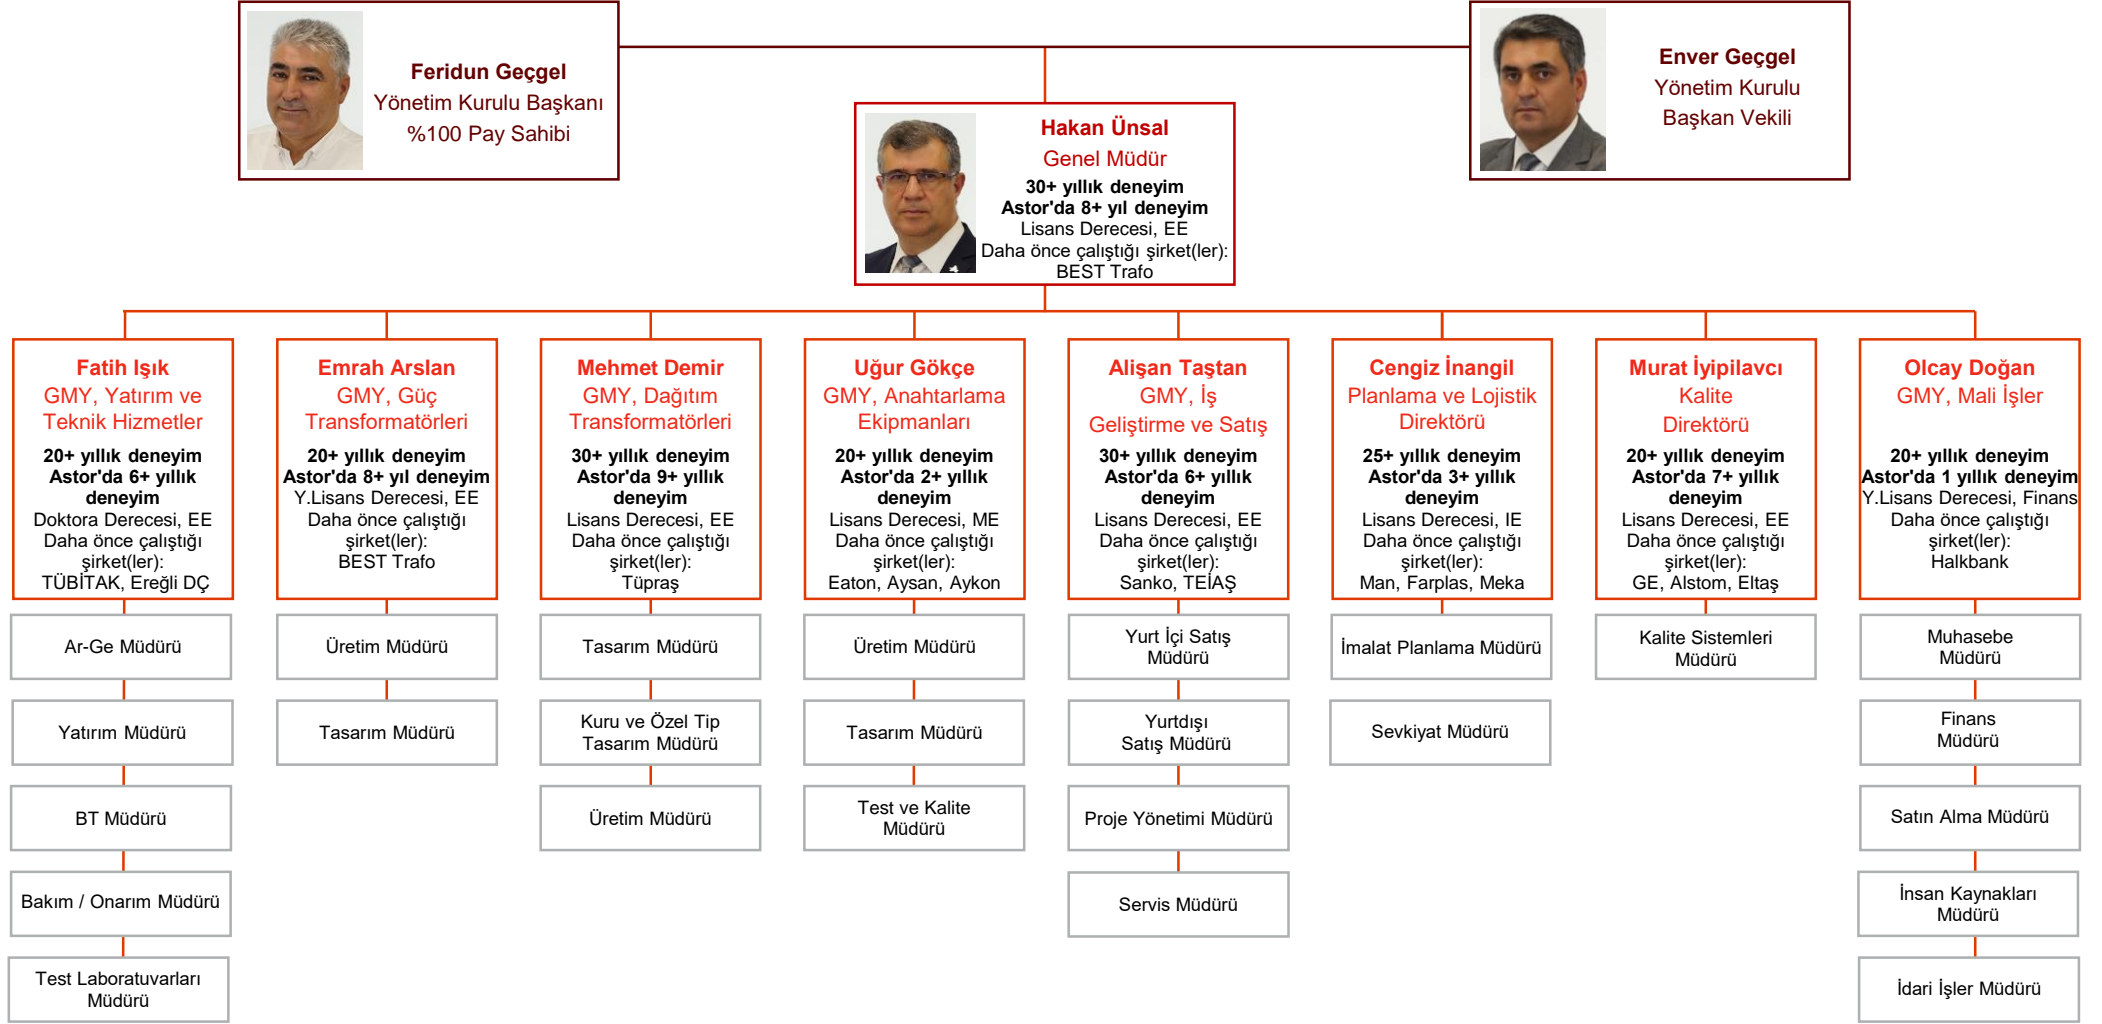 Feridun Geçgel
Yönetim Kurulu Başkanı
%100 Pay Sahibi
Enver Geçgel
Yönetim Kurulu
Başkan Vekili
Hakan Ünsal
Genel Müdür
30+ yıllık deneyim
Astor'da 8+ yıl deneyim
Lisans Derecesi, EE
Daha önce çalıştığı şirket(ler):
BEST Trafo
Fatih Işık
GMY, Yatırım ve
Teknik Hizmetler
20+ yıllık deneyim
Astor'da 6+ yıllık
deneyim
Doktora Derecesi, EE
Daha önce çalıştığı
şirket(ler):
TÜBİTAK, Ereğli DÇ
Ar-Ge Müdürü
Yatırım Müdürü
BT Müdürü
Bakım / Onarım Müdürü
Test Laboratuvarları
Müdürü
Emrah Arslan
GMY, Güç
Transformatörleri
20+ yıllık deneyim
Astor'da 8+ yıl deneyim
Y.Lisans Derecesi, EE
Daha önce çalıştığı
şirket(ler):
BEST Trafo
Üretim Müdürü
Tasarım Müdürü
Mehmet Demir
GMY, Dağıtım
Transformatörleri
30+ yıllık deneyim
Astor'da 9+ yıllık
deneyim
Lisans Derecesi, EE
Daha önce çalıştığı
şirket(ler):
Tüpraş
Tasarım Müdürü
Kuru ve Özel Tip
Tasarım Müdürü
Üretim Müdürü
Uğur Gökçe
GMY, Anahtarlama
Ekipmanları
20+ yıllık deneyim
Astor'da 2+ yıllık
deneyim
Lisans Derecesi, ME
Daha önce çalıştığı
şirket(ler):
Eaton, Aysan, Aykon
Üretim Müdürü
Tasarım Müdürü
Test ve Kalite
Müdürü
Alişan Taştan
GMY, İş
Geliştirme ve Satış
30+ yıllık deneyim
Astor'da 6+ yıllık
deneyim
Lisans Derecesi, EE
Daha önce çalıştığı
şirket(ler):
Sanko, TEİAŞ
Yurt İçi Satış
Müdürü
Yurtdışı
Satış Müdürü
Proje Yönetimi Müdürü
Servis Müdürü
Cengiz İnangil
Planlama ve Lojistik
Direktörü
25+ yıllık deneyim
Astor'da 3+ yıllık
deneyim
Lisans Derecesi, IE
Daha önce çalıştığı
şirket(ler):
Man, Farplas, Meka
İmalat Planlama Müdürü
Sevkiyat Müdürü
Murat İyipilavcı
Kalite
Direktörü
20+ yıllık deneyim
Astor'da 7+ yıllık
deneyim
Lisans Derecesi, EE
Daha önce çalıştığı
şirket(ler):
GE, Alstom, Eltaş
Kalite Sistemleri
Müdürü
Olcay Doğan
GMY, Mali İşler
20+ yıllık deneyim
Astor'da 1 yıllık deneyim
Y.Lisans Derecesi, Finans
Daha önce çalıştığı
şirket(ler):
Halkbank
Muhasebe
Müdürü
Finans
Müdürü
Satın Alma Müdürü
İnsan Kaynakları
Müdürü
İdari İşler Müdürü